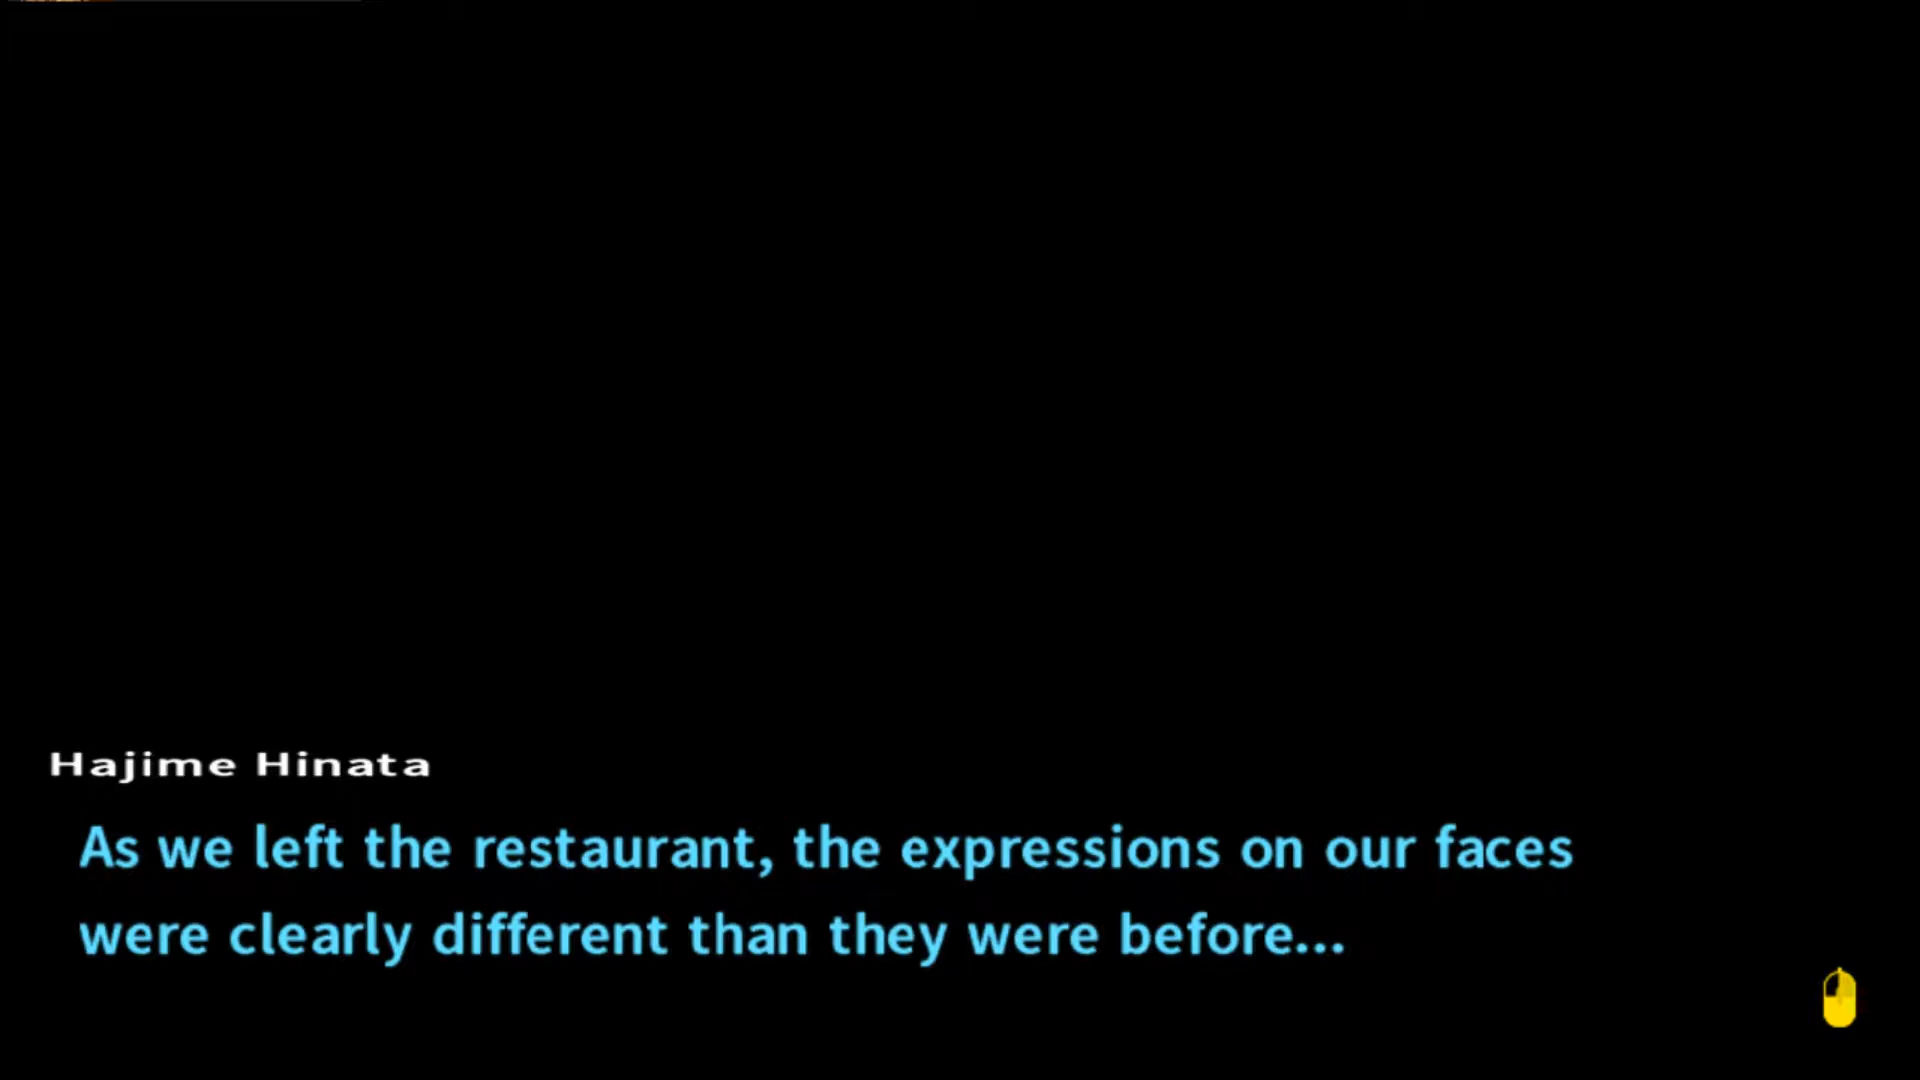 Hajime Hinata
As we left the restaurant, the expressions on our faces
were clearly different than they were before...